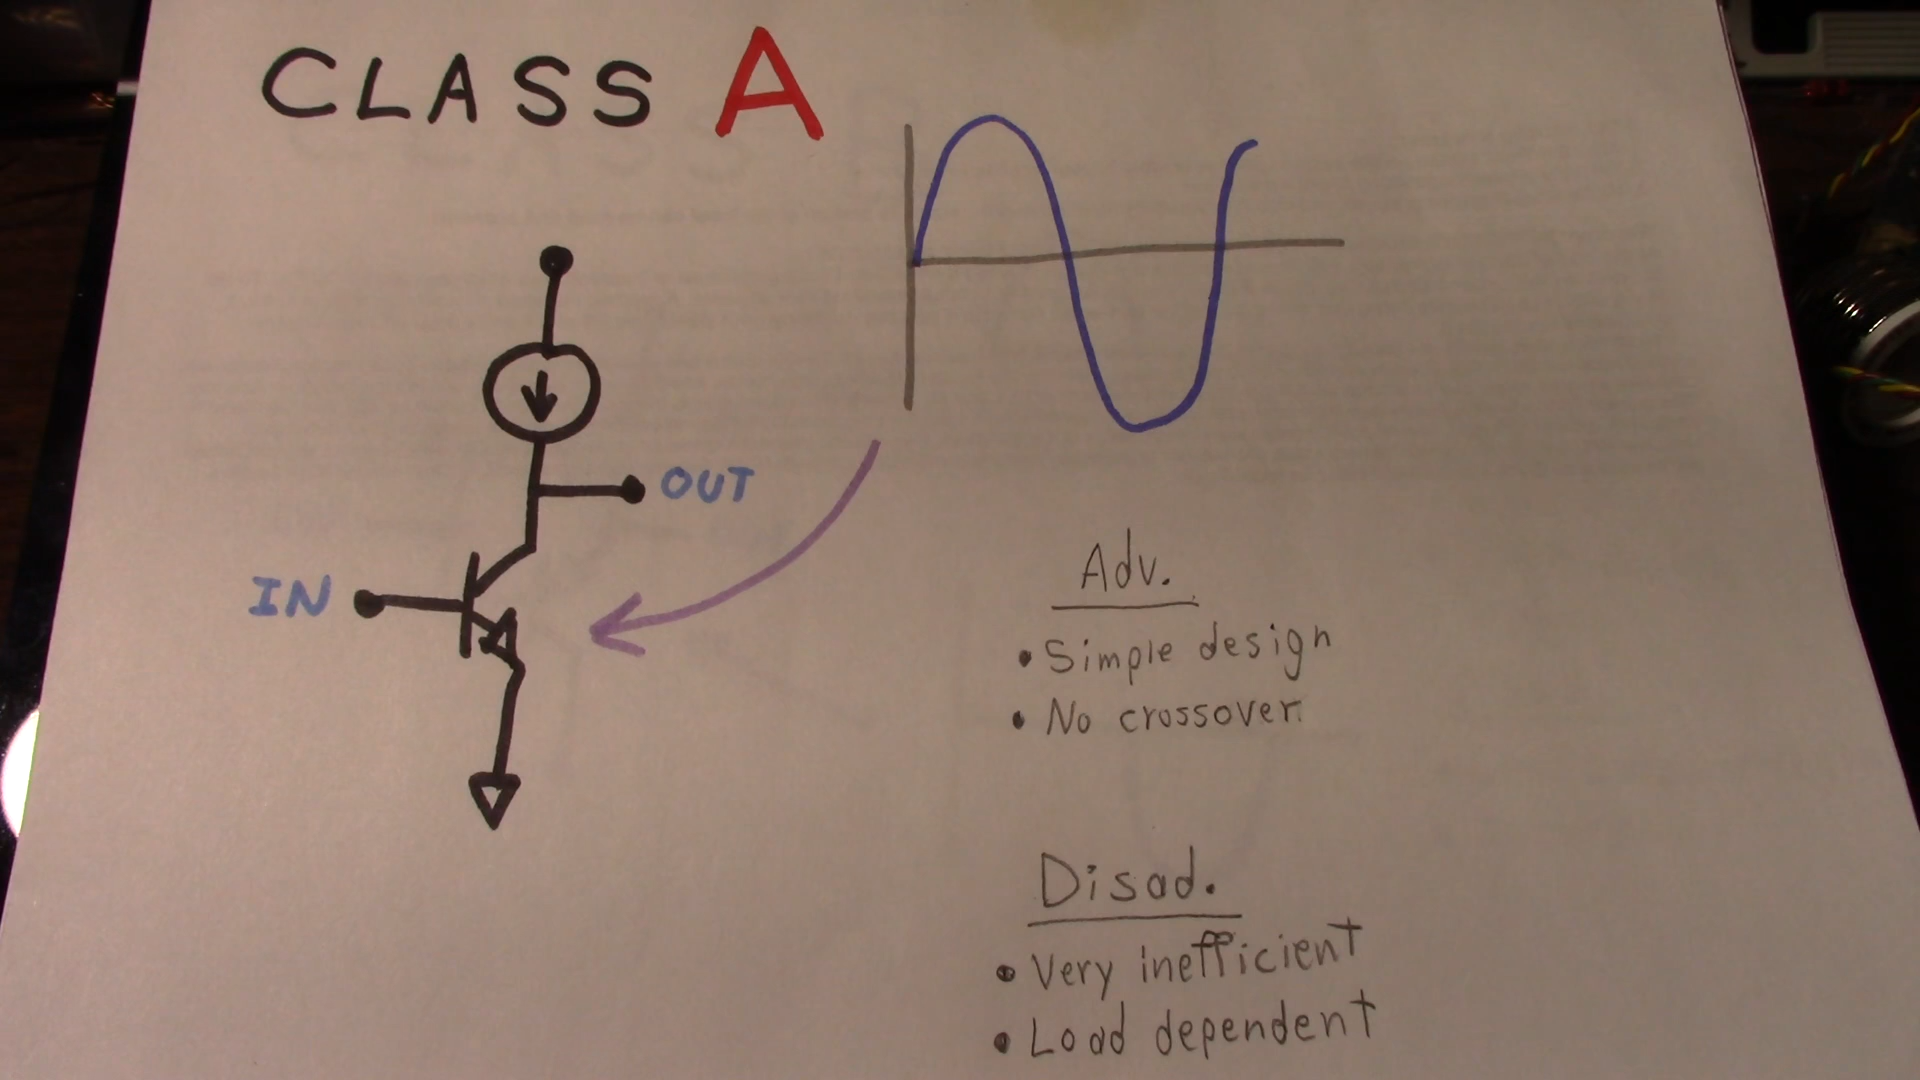 CLASS A
OUT
IN
Adv.
• Simple design
• No crossover
Disad.
• Very inefficient
• Load dependent